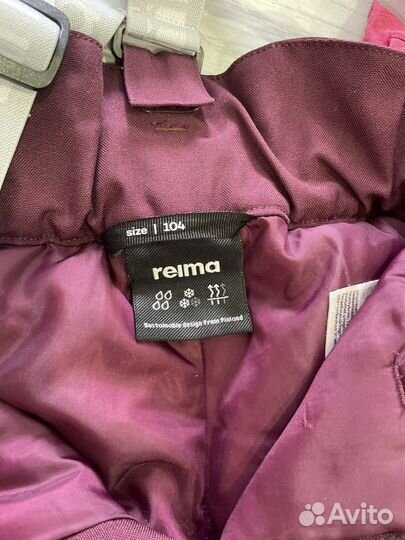 size | 104
reima
Sustainable design from Finland
Avito